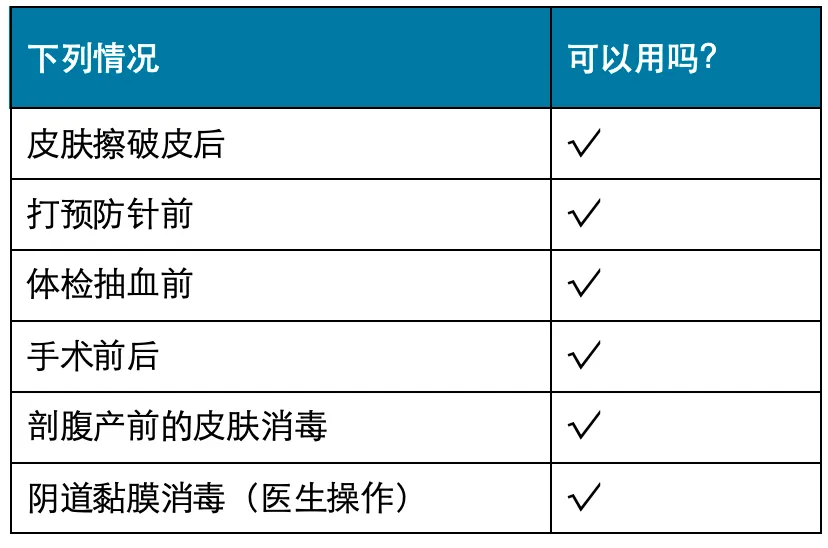 下列情况 可以用吗?
皮肤擦破皮后 √
打预防针前 √
体检抽血前 √
手术前后 √
剖腹产前的皮肤消毒 √
阴道黏膜消毒（医生操作） √